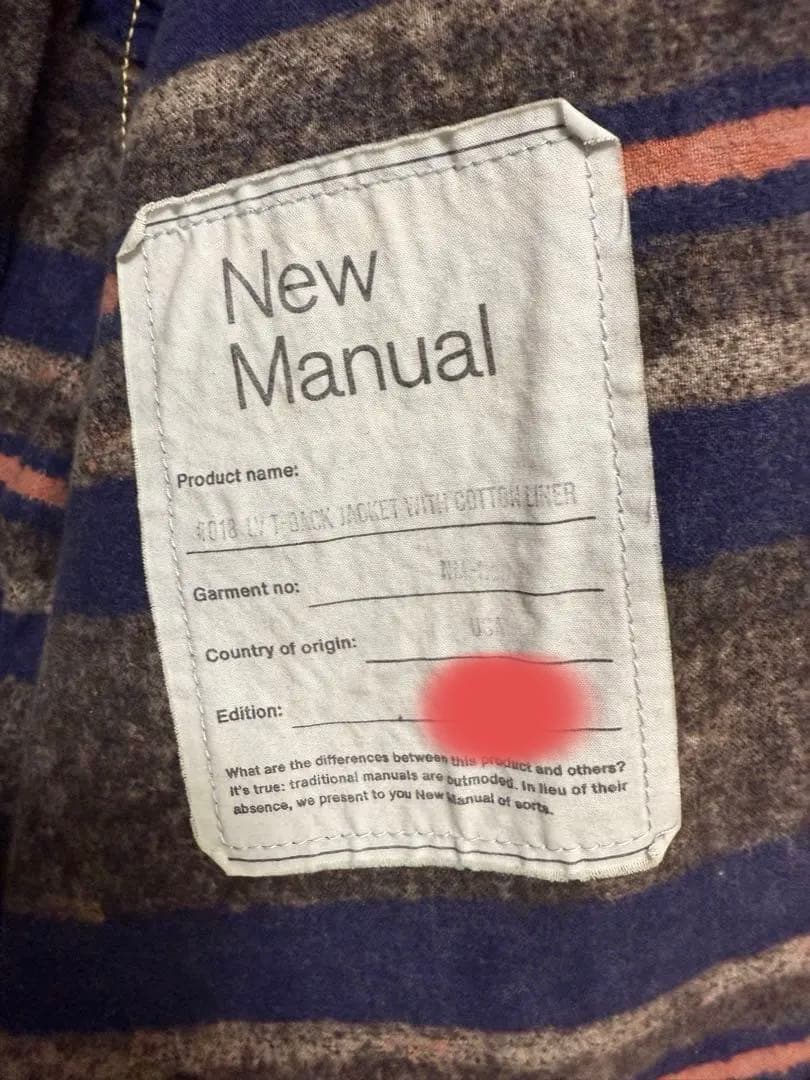 New
Manual
Product name:
T-BACK JACKET WITH COTTON LINER
Garment no:
Country of origin:
USA
Edition:
What are the differences between this product and others?
It's true: traditional manuals are outmoded. In lieu of their
absence, we present to you New Manual of sorts.